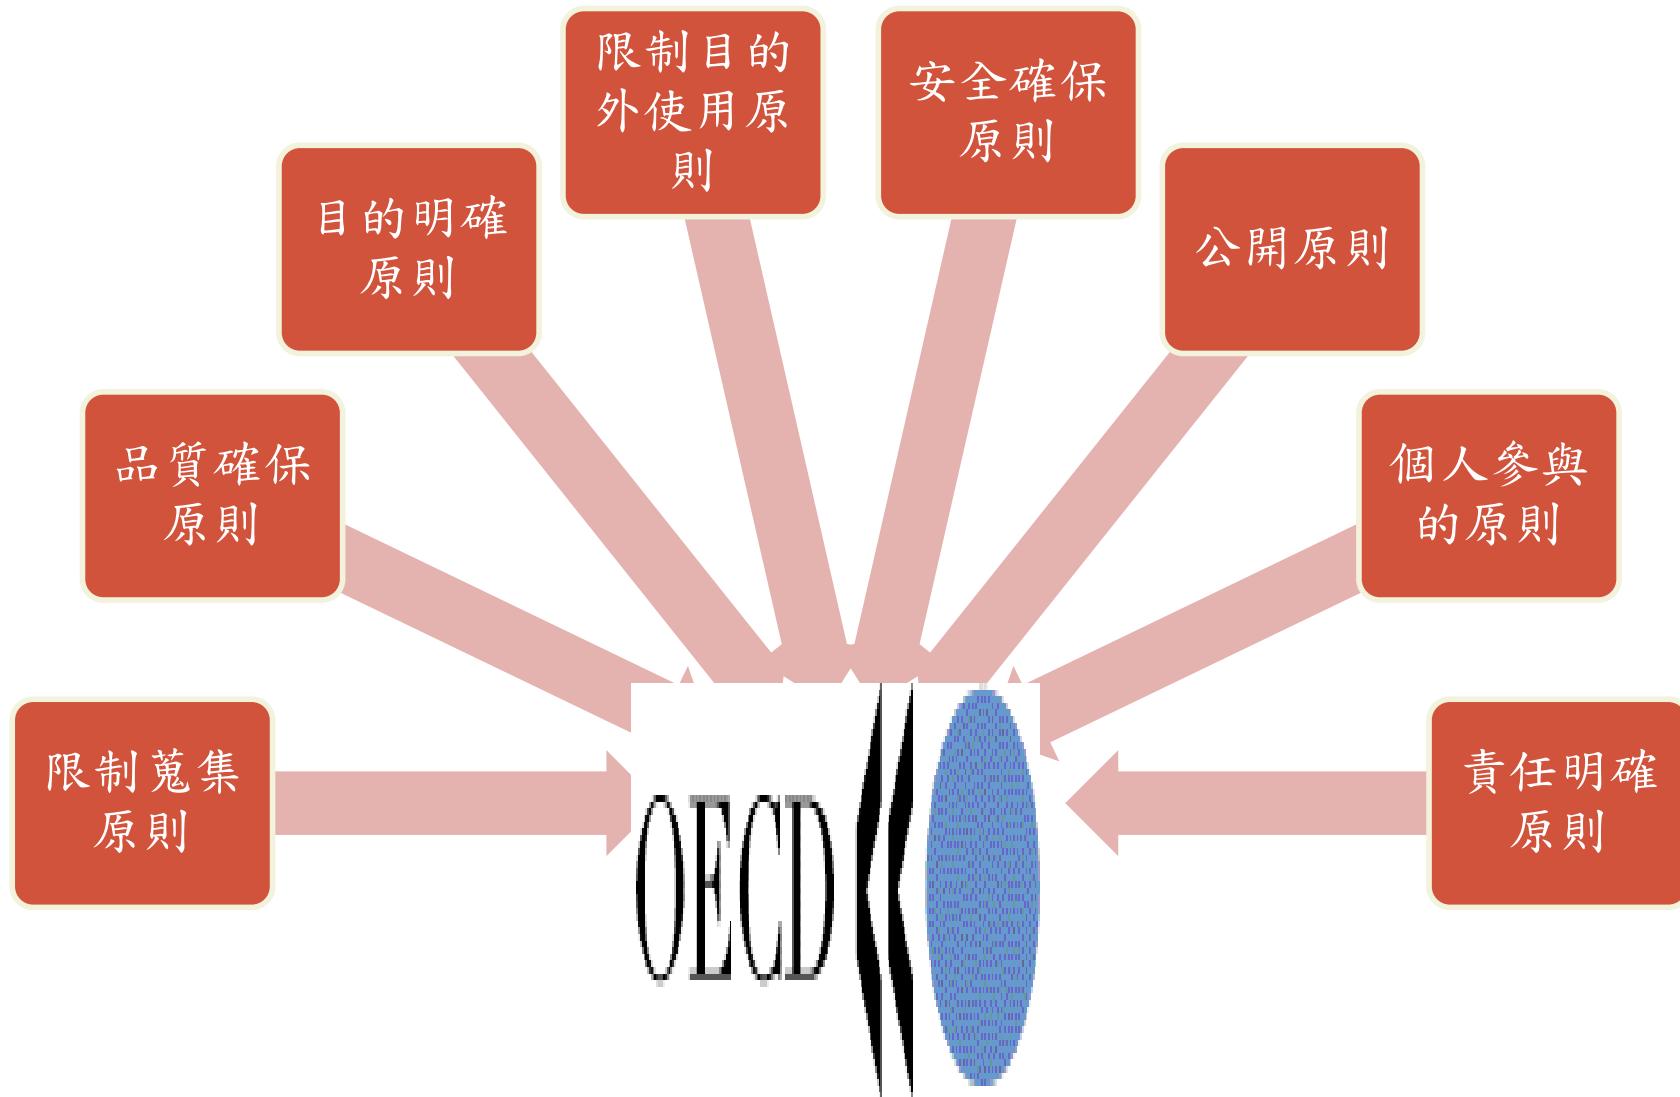 限制蒐集
原則
品質確保
原則
目的明確
原則
限制目的
外使用原
則
安全確保
原則
公開原則
個人參與
的原則
責任明確
原則
OECD